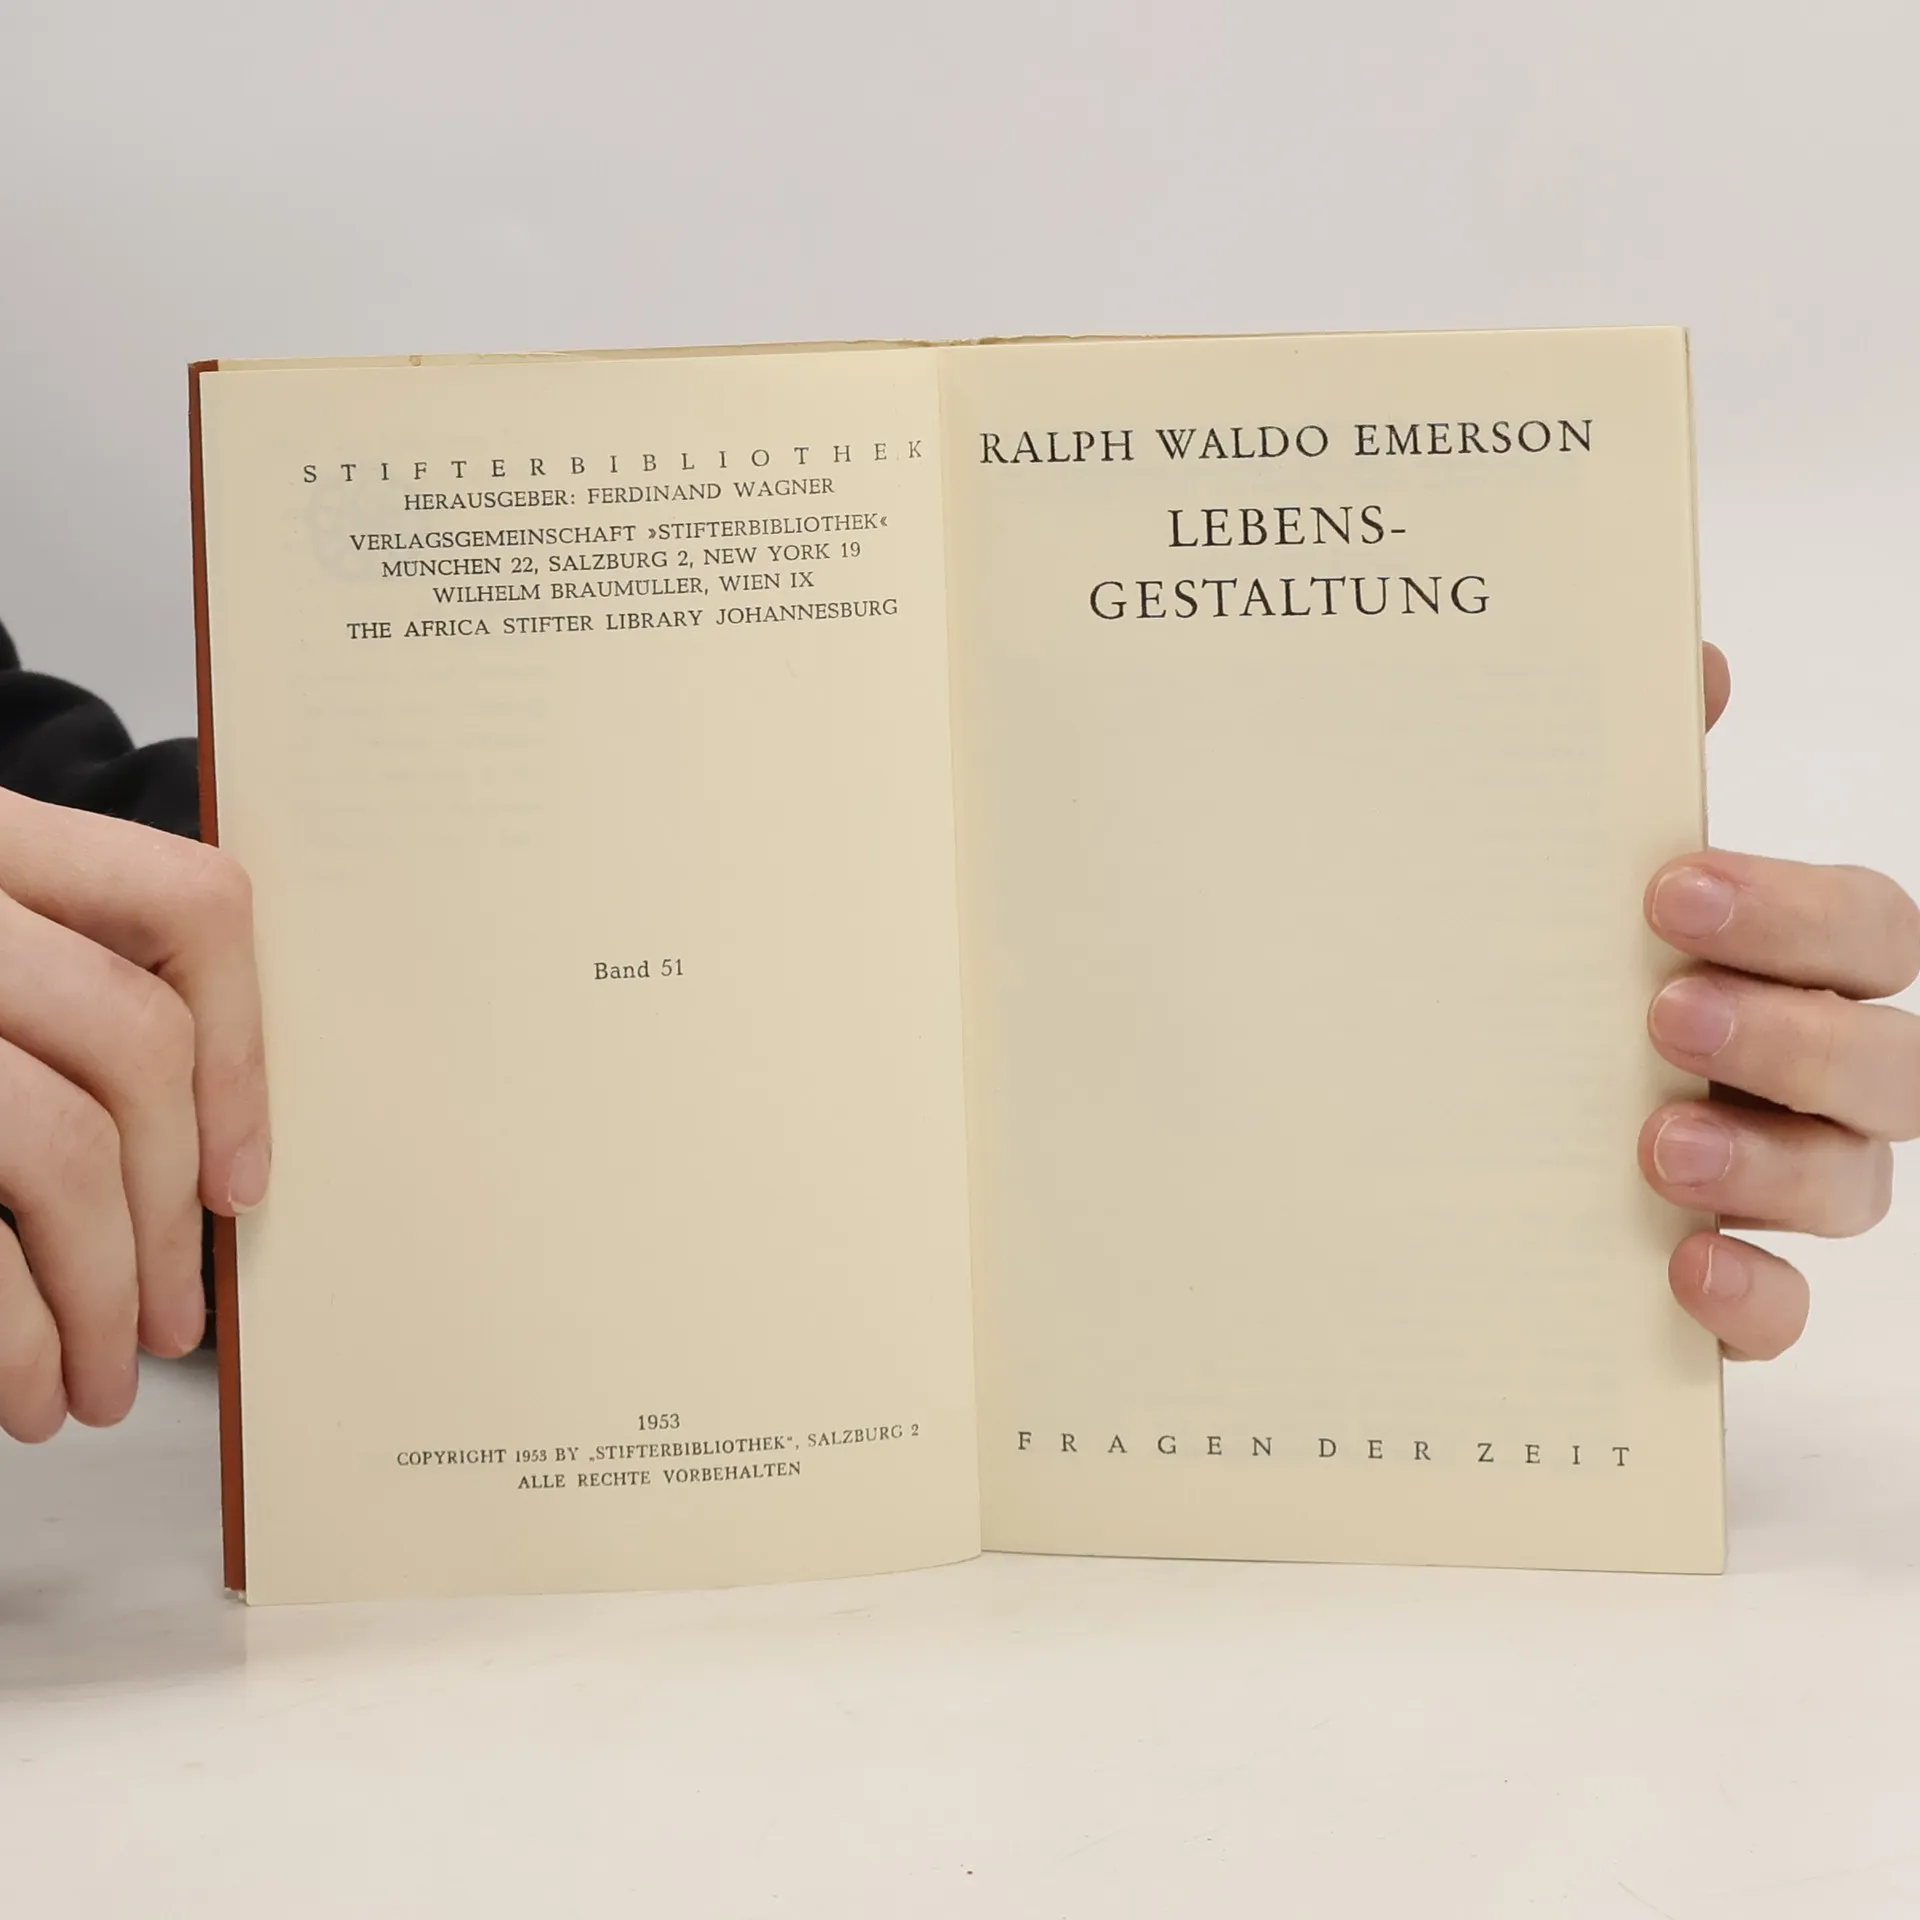 STIFTERBIBLIOTHEK
HERAUSGEBER: FERDINAND WAGNER
VERLAGSGEMEINSCHAFT »STIFTERBIBLIOTHEK«
MÜNCHEN 22, SALZBURG 2, NEW YORK 19
WILHELM BRAUMÜLLER, WIEN IX
THE AFRICA STIFTER LIBRARY JOHANNESBURG
Band 51
1953
COPYRIGHT 1953 BY „STIFTERBIBLIOTHEK“, SALZBURG 2
ALLE RECHTE VORBEHALTEN
RALPH WALDO EMERSON
LEBENS-
GESTALTUNG
FRAGEN DER ZEIT